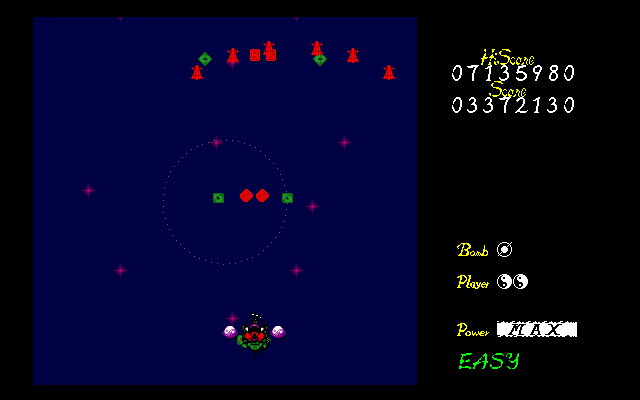 HiScore
07135980
Score
03372130
Bomb
Player
Power MAX
EASY